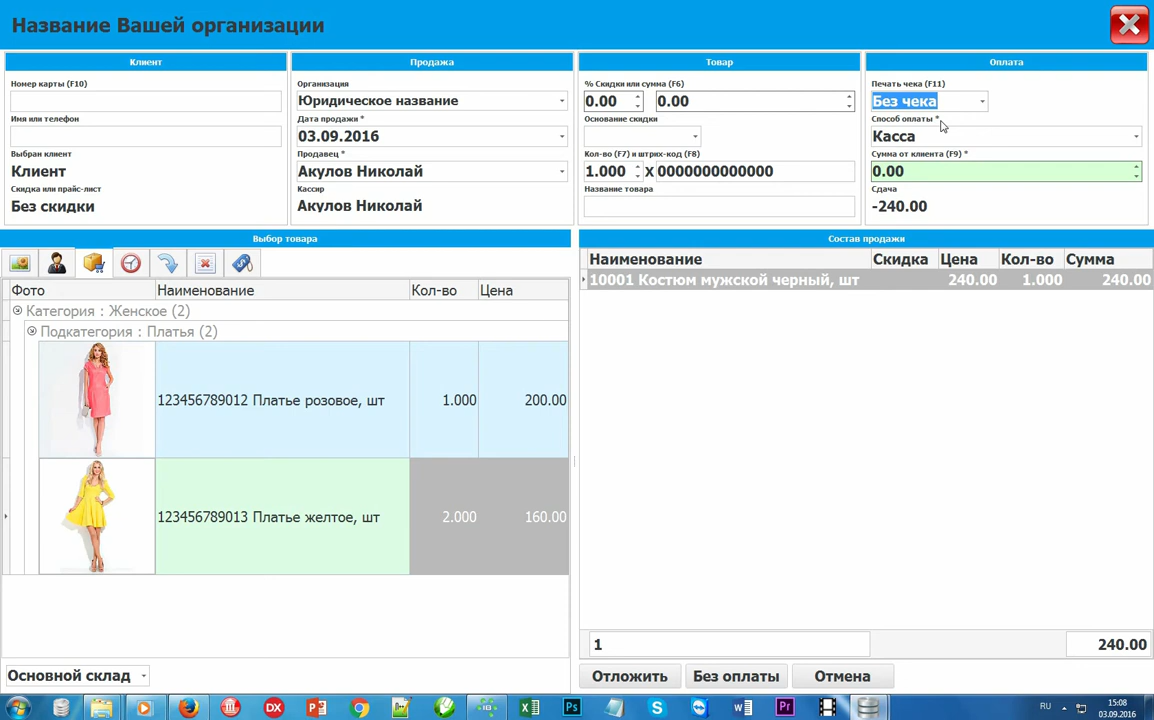 Название Вашей организации
Клиент
Номер карты (F10)
Имя или телефон
Выбран клиент
Клиент
Скидка или прайс-лист
Без скидки
Продажа
Организация
Юридическое название
Дата продажи *
03.09.2016
Продавец *
Акулов Николай
Кассир
Акулов Николай
Товар
% Скидки или сумма (F6)
0.00 0.00
Основание скидки
Кол-во (F7) и штрих-код (F8)
1.000 X 0000000000000
Название товара
Оплата
Печать чека (F11)
Без чека
Способ оплаты *
Касса
Сумма от клиента (F9) *
0.00
Сдача
-240.00
Выбор товара
Фото Наименование Кол-во Цена
Категория : Женское (2)
Подкатегория : Платья (2)
123456789012 Платье розовое, шт 1.000 200.00
123456789013 Платье желтое, шт 2.000 160.00
Основной склад
Состав продажи
Наименование Скидка Цена Кол-во Сумма
10001 Костюм мужской черный, шт 240.00 1.000 240.00
1 240.00
Отложить Без оплаты Отмена
DX
Ps
Pr
RU
15:08
03.09.2016